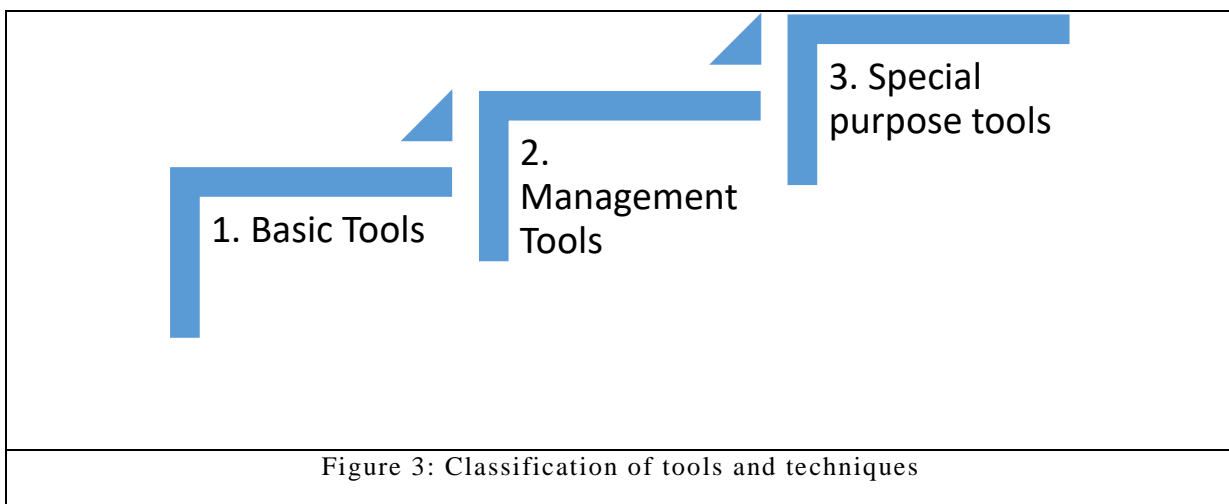 1. Basic Tools
2.
Management
Tools
3. Special
purpose tools
Figure 3: Classification of tools and techniques